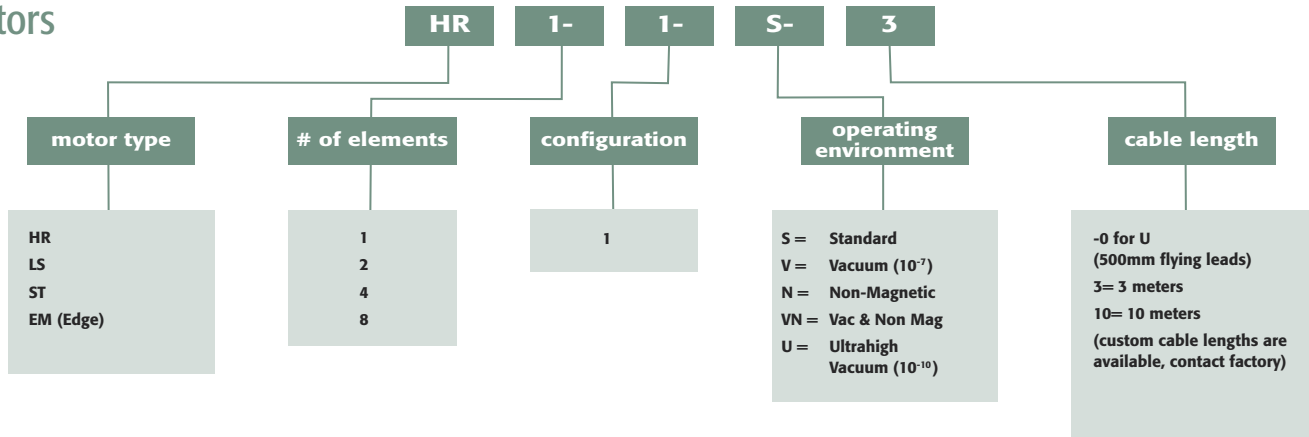 tors
HR 1- 1- S- 3
motor type
# of elements
configuration
operating
environment
cable length
HR
LS
ST
EM (Edge)
1
2
4
8
1
S = Standard
V = Vacuum (10⁻⁷)
N = Non-Magnetic
VN = Vac & Non Mag
U = Ultrahigh
Vacuum (10⁻¹⁰)
-0 for U
(500mm flying leads)
3= 3 meters
10= 10 meters
(custom cable lengths are
available, contact factory)